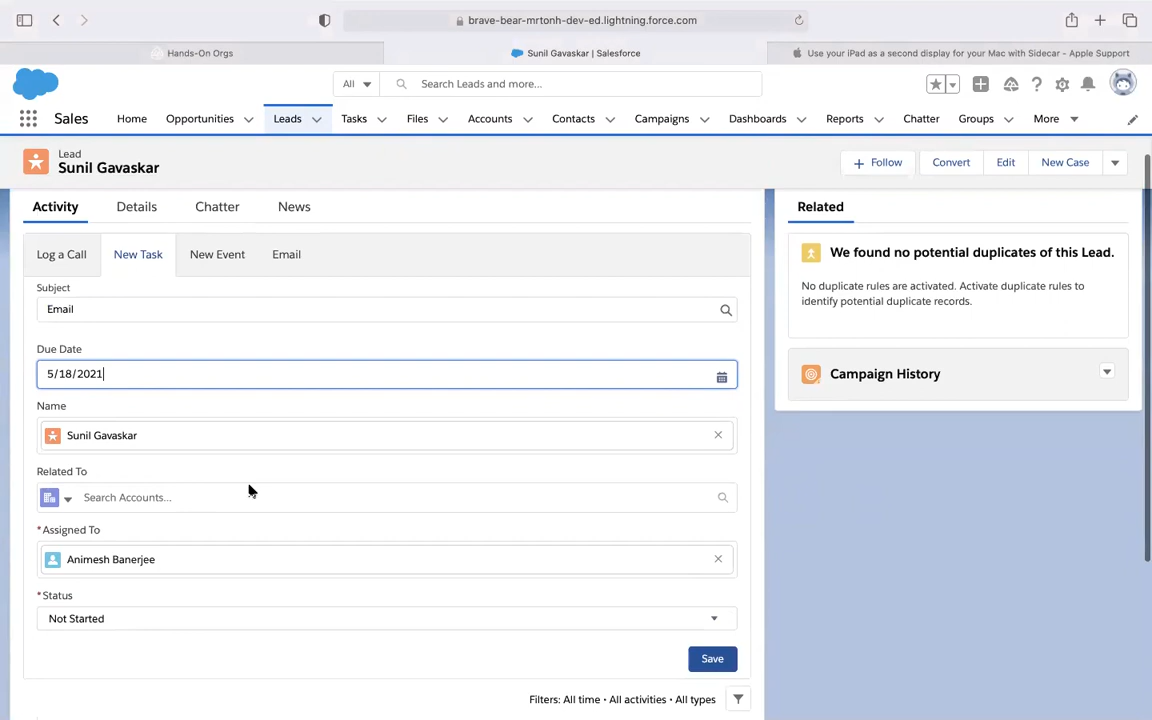 brave-bear-mrtonh-dev-ed.lightning.force.com
Hands-On Orgs
Sunil Gavaskar | Salesforce
Use your iPad as a second display for your Mac with Sidecar - Apple Support
All
Search Leads and more...
Sales
Home
Opportunities
Leads
Tasks
Files
Accounts
Contacts
Campaigns
Dashboards
Reports
Chatter
Groups
More
Lead
Sunil Gavaskar
Follow
Convert
Edit
New Case
Activity
Details
Chatter
News
Log a Call
New Task
New Event
Email
Subject
Email
Due Date
5/18/2021
Name
Sunil Gavaskar
Related To
Search Accounts...
*Assigned To
Animesh Banerjee
*Status
Not Started
Save
Filters: All time • All activities • All types
Related
We found no potential duplicates of this Lead.
No duplicate rules are activated. Activate duplicate rules to
identify potential duplicate records.
Campaign History